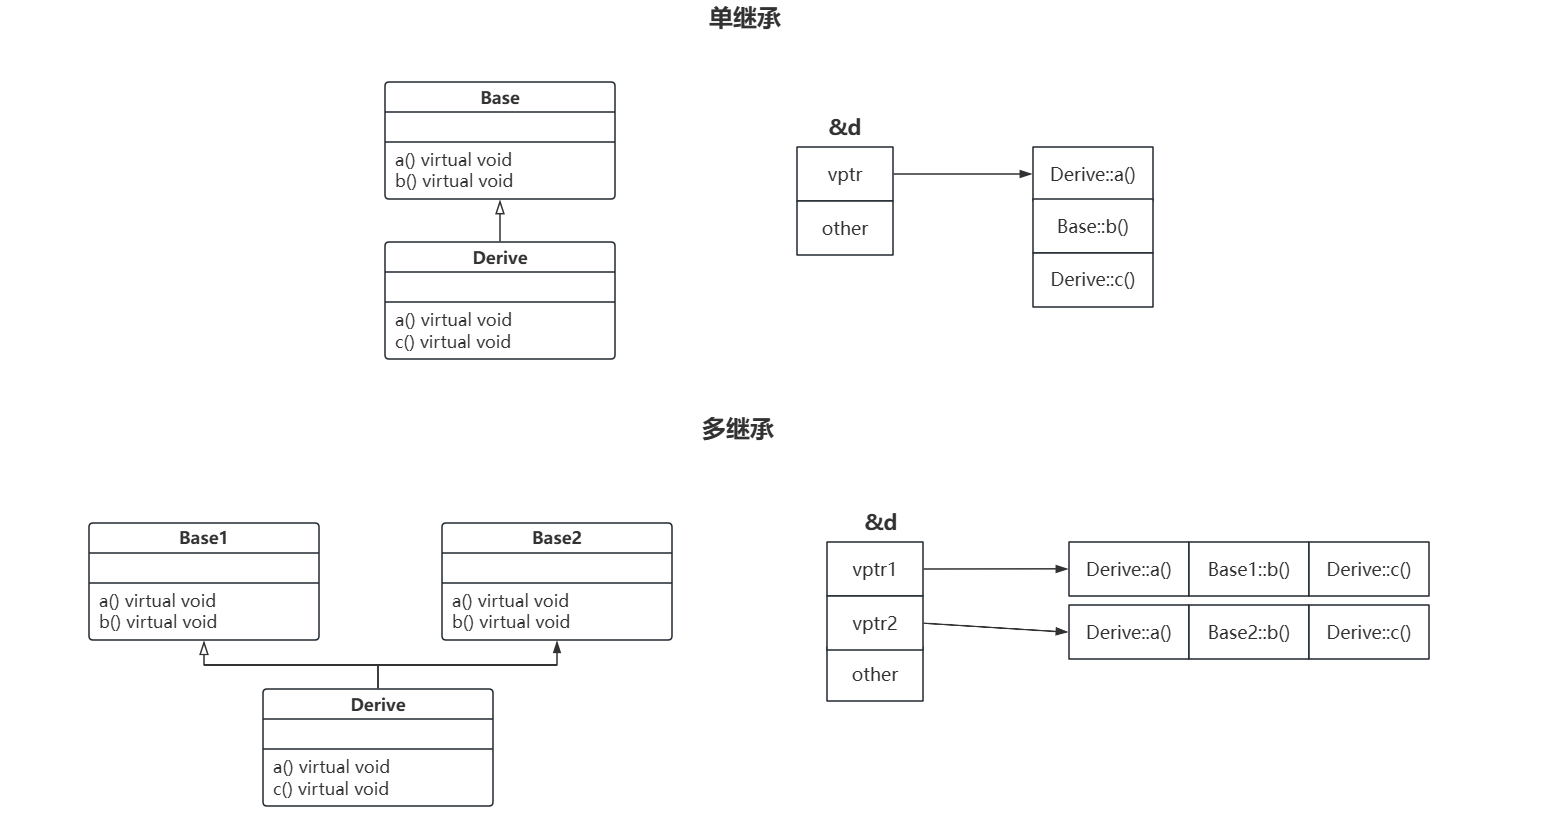 单继承
Base
a() virtual void
b() virtual void
Derive
a() virtual void
c() virtual void
&d
vptr
other
Derive::a()
Base::b()
Derive::c()
多继承
Base1
a() virtual void
b() virtual void
Base2
a() virtual void
b() virtual void
Derive
a() virtual void
c() virtual void
&d
vptr1
vptr2
other
Derive::a() Base1::b() Derive::c()
Derive::a() Base2::b() Derive::c()